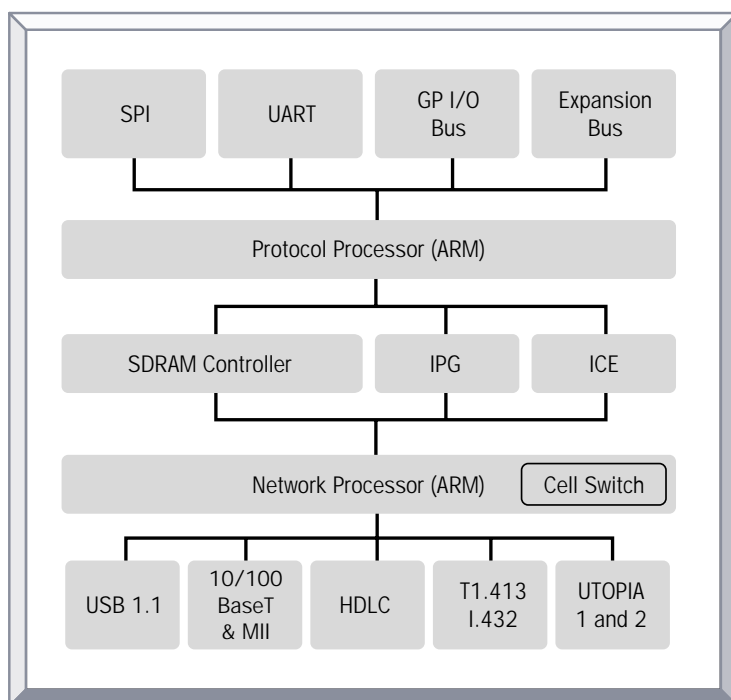 SPI
UART
GP I/O
Bus
Expansion
Bus
Protocol Processor (ARM)
SDRAM Controller
IPG
ICE
Network Processor (ARM)
Cell Switch
USB 1.1
10/100
BaseT
& MII
HDLC
T1.413
I.432
UTOPIA
1 and 2